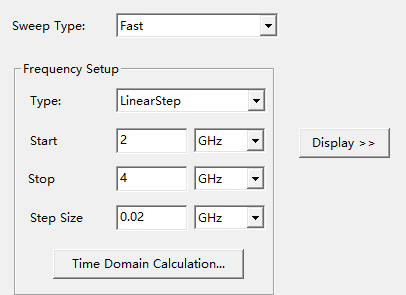 Sweep Type: Fast
Frequency Setup
Type: LinearStep
Start 2 GHz
Display >>
Stop 4 GHz
Step Size 0.02 GHz
Time Domain Calculation...